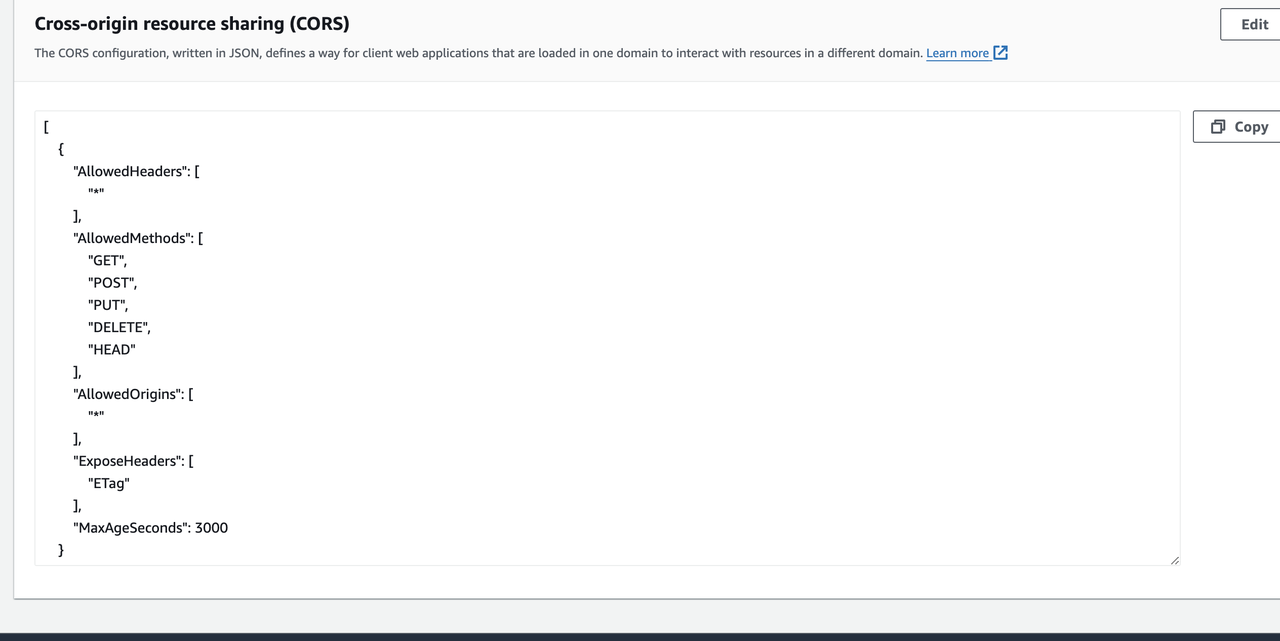 Cross-origin resource sharing (CORS)
Edit
The CORS configuration, written in JSON, defines a way for client web applications that are loaded in one domain to interact with resources in a different domain. Learn more
[
{
"AllowedHeaders": [
"*"
],
"AllowedMethods": [
"GET",
"POST",
"PUT",
"DELETE",
"HEAD"
],
"AllowedOrigins": [
"*"
],
"ExposeHeaders": [
"ETag"
],
"MaxAgeSeconds": 3000
}
Copy